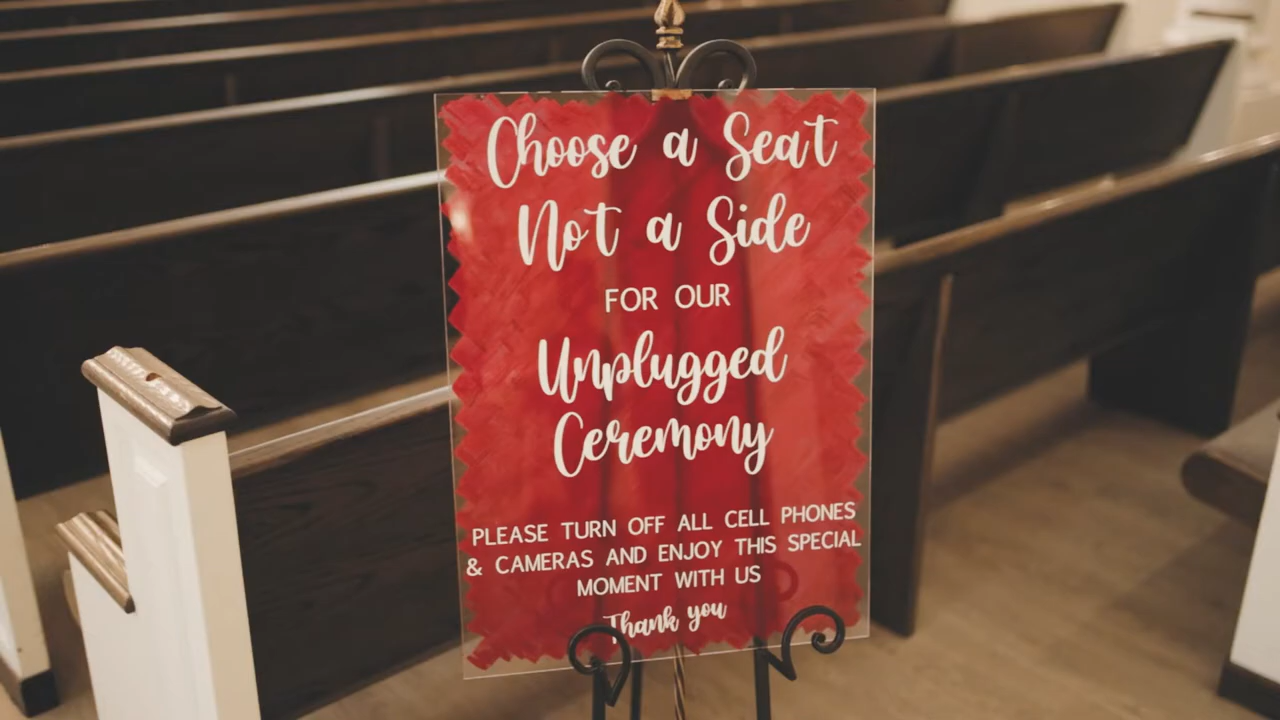 Choose a Seat
Not a Side
FOR OUR
Unplugged
Ceremony
PLEASE TURN OFF ALL CELL PHONES
& CAMERAS AND ENJOY THIS SPECIAL
MOMENT WITH US
Thank you